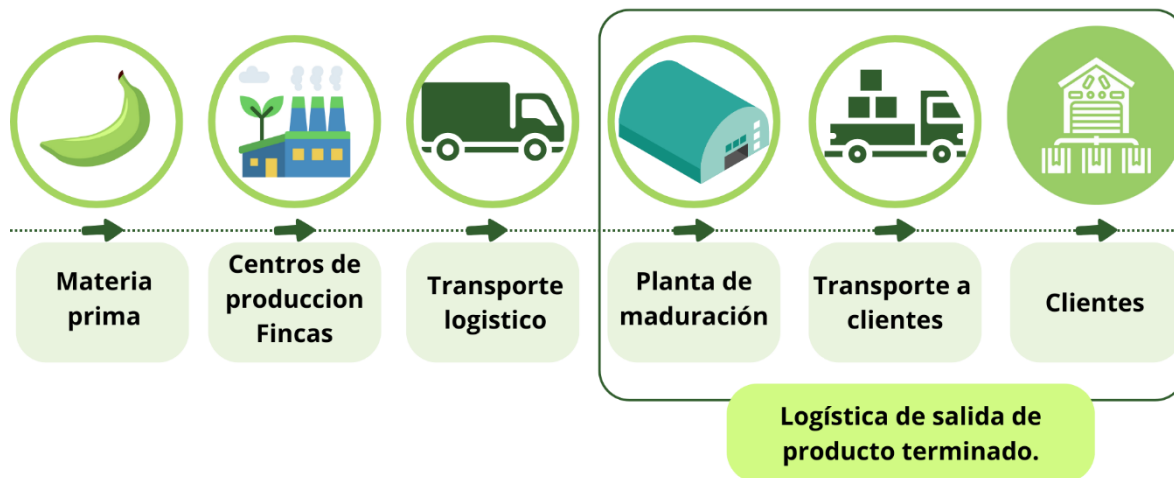 Materia
prima
Centros de
produccion
Fincas
Transporte
logistico
Planta de
maduración
Transporte a
clientes
Clientes
Logística de salida de
producto terminado.